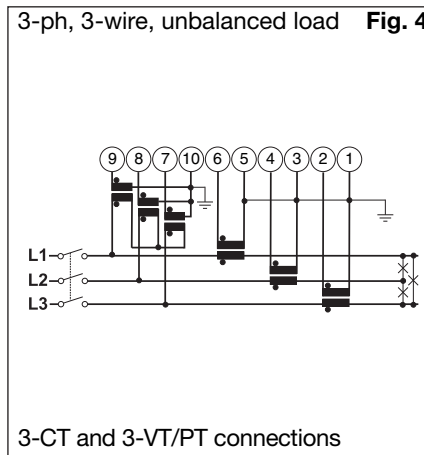 3-ph, 3-wire, unbalanced load Fig. 4
9 8 7 10 6 5 4 3 2 1
L1
L2
L3
3-CT and 3-VT/PT connections